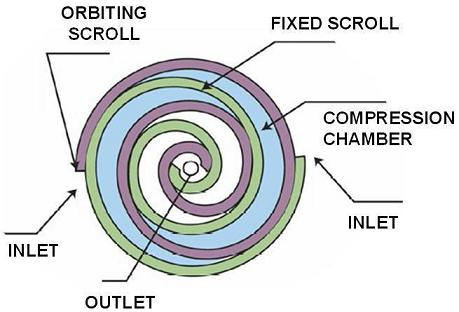 ORBITING
SCROLL
FIXED SCROLL
COMPRESSION
CHAMBER
INLET
INLET
OUTLET